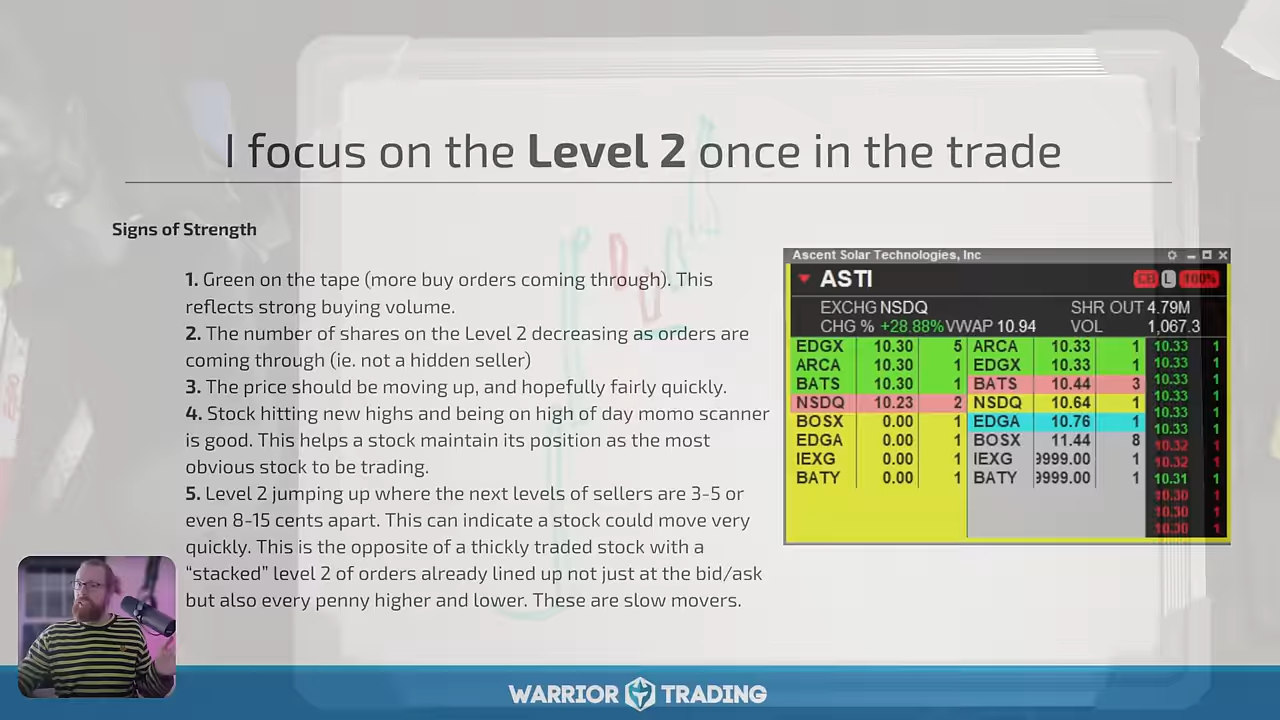 I focus on the Level 2 once in the trade
Signs of Strength
1. Green on the tape (more buy orders coming through). This
reflects strong buying volume.
2. The number of shares on the Level 2 decreasing as orders are
coming through (ie. not a hidden seller)
3. The price should be moving up, and hopefully fairly quickly.
4. Stock hitting new highs and being on high of day momo scanner
is good. This helps a stock maintain its position as the most
obvious stock to be trading.
5. Level 2 jumping up where the next levels of sellers are 3-5 or
even 8-15 cents apart. This can indicate a stock could move very
quickly. This is the opposite of a thickly traded stock with a
“stacked” level 2 of orders already lined up not just at the bid/ask
but also every penny higher and lower. These are slow movers.
Ascent Solar Technologies, Inc
ASTI L 100%
EXCHG NSDQ SHR OUT 4.79M
CHG % +28.88% VWAP 10.94 VOL 1,067.3
EDGX 10.30 5 ARCA 10.33 1 10.33 1
ARCA 10.30 1 EDGX 10.33 1 10.33 1
BATS 10.30 1 BATS 10.44 3 10.33 1
NSDQ 10.23 2 NSDQ 10.64 1 10.33 1
BOSX 0.00 1 EDGA 10.76 1 10.33 1
EDGA 0.00 1 BOSX 11.44 8 10.32 1
IEXG 0.00 1 IEXG 9999.00 1 10.32 1
BATY 0.00 1 BATY 9999.00 1 10.31 1
10.30 1
10.30 1
10.30 1
WARRIOR TRADING